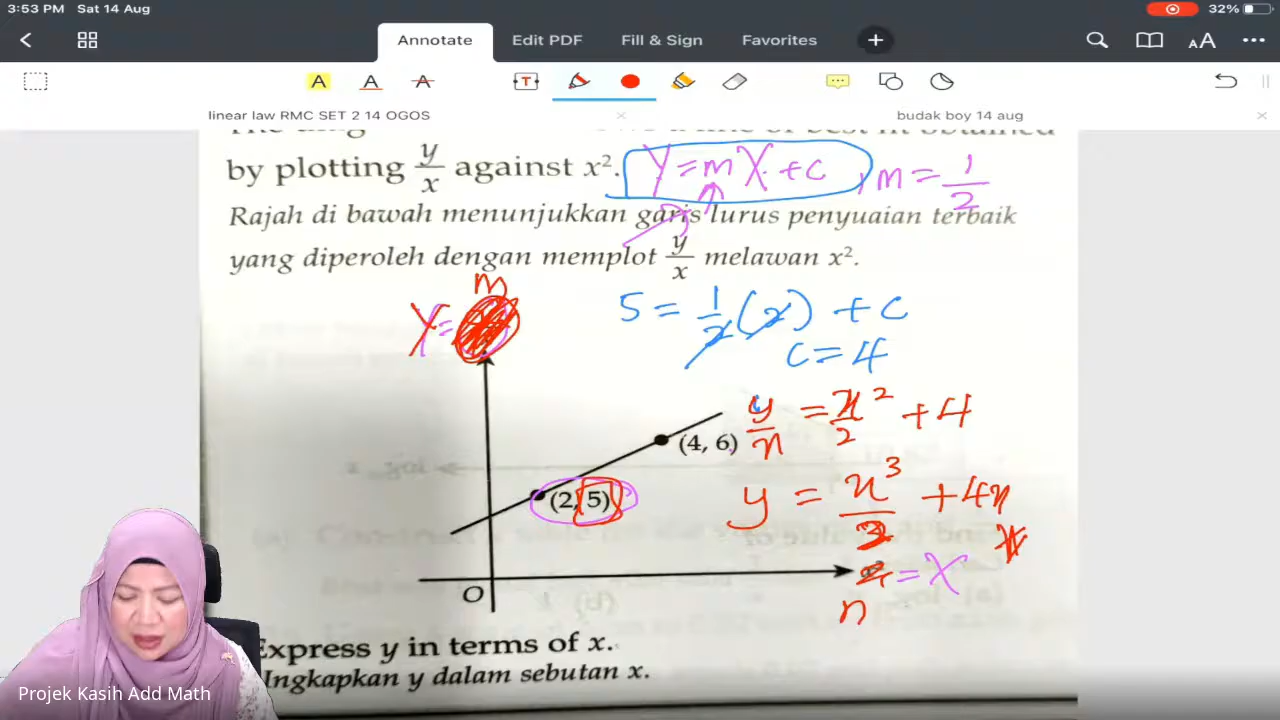 3:53 PM Sat 14 Aug
32%
Annotate
Edit PDF
Fill & Sign
Favorites
linear law RMC SET 2 14 OGOS
budak boy 14 aug
by plotting y/x against x².
Y = mX + c
m = 1/2
Rajah di bawah menunjukkan garis lurus penyuaian terbaik
yang diperoleh dengan memplot y/x melawan x².
m
Y =
5 = 1/2 (2) + c
c = 4
y/x = x²/2 + 4
(4, 6)
(2, 5)
y = x³/2 + 4x
= X
n
O
Express y in terms of x.
Ungkapkan y dalam sebutan x.
Projek Kasih Add Math